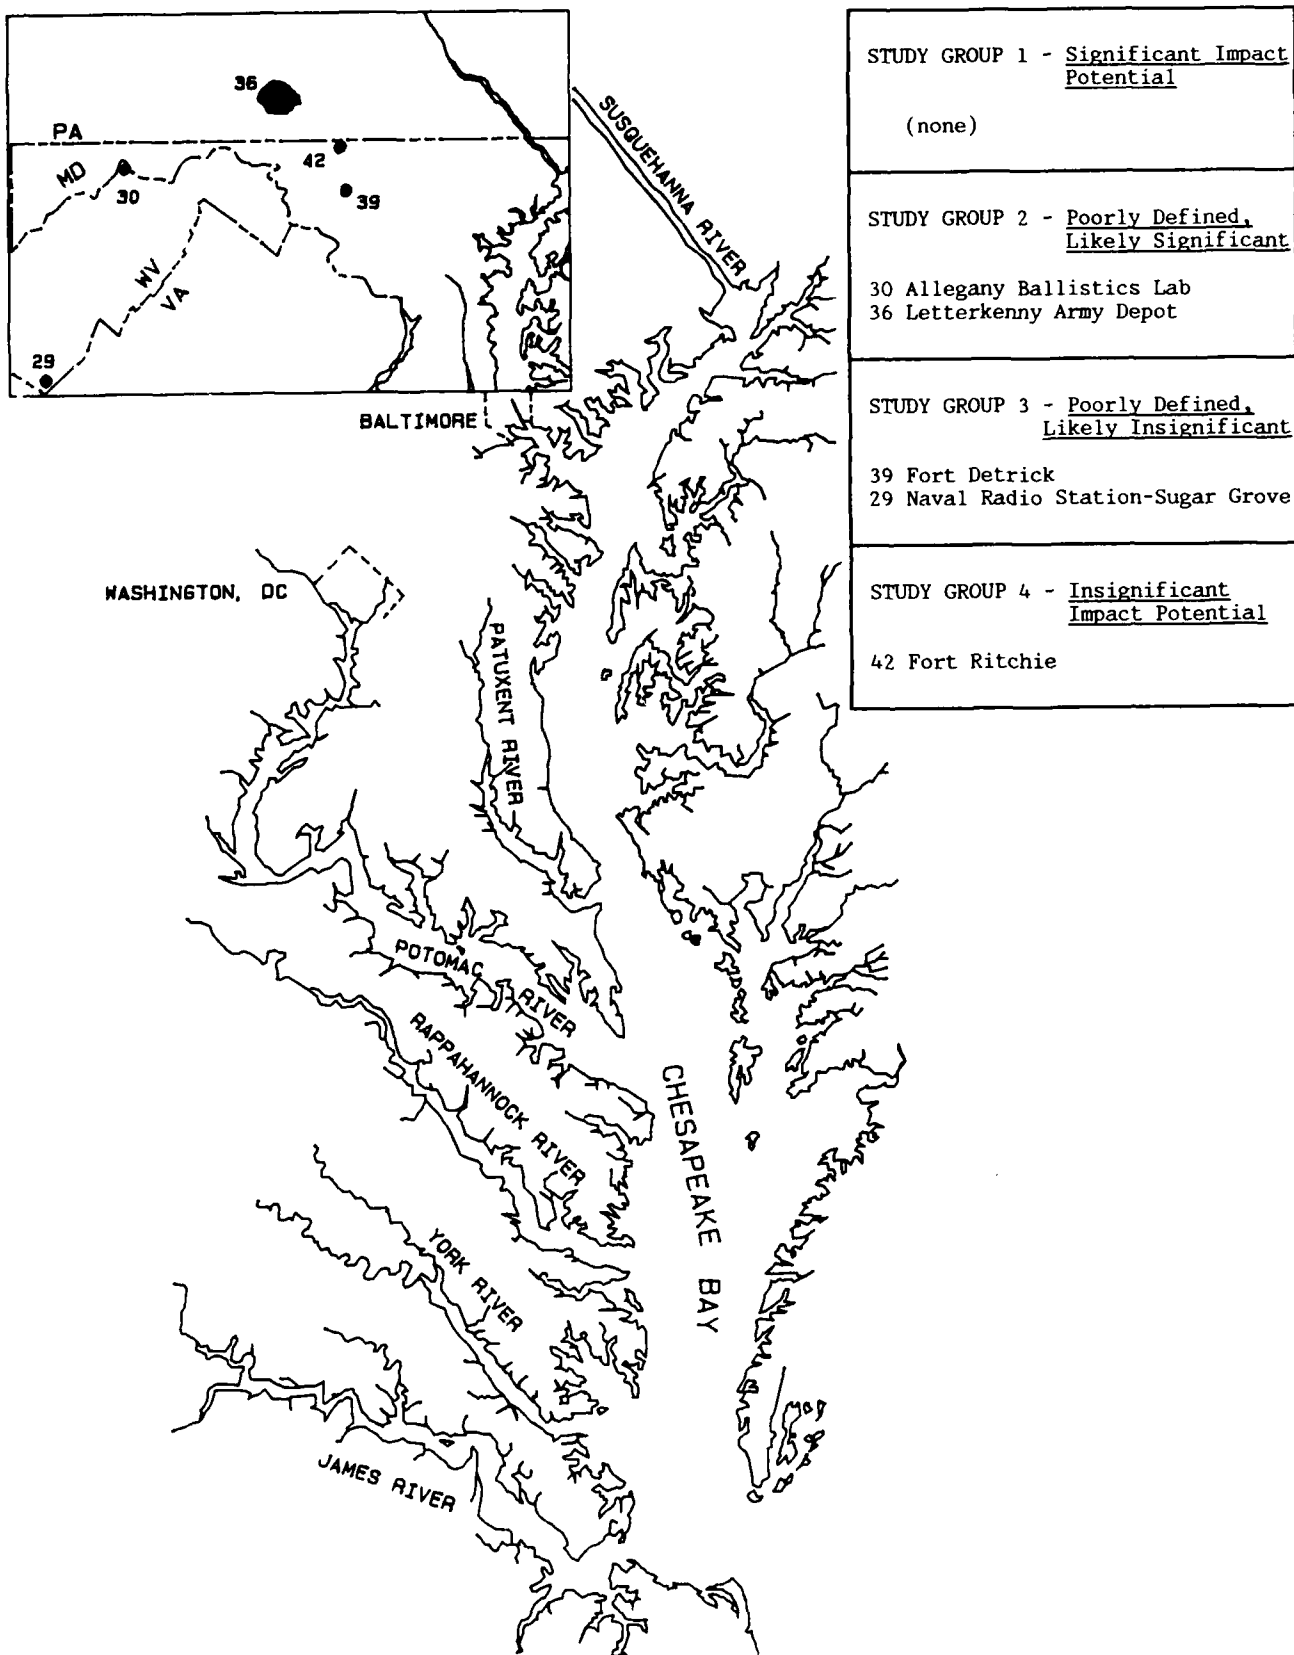 36
PA
42
MD
30
39
WV
VA
29
SUSQUEHANNA RIVER
BALTIMORE
WASHINGTON, DC
PATUXENT RIVER
POTOMAC RIVER
RAPPAHANNOCK RIVER
CHESAPEAKE BAY
YORK RIVER
JAMES RIVER
STUDY GROUP 1 - Significant Impact
Potential
(none)
STUDY GROUP 2 - Poorly Defined,
Likely Significant
30 Allegany Ballistics Lab
36 Letterkenny Army Depot
STUDY GROUP 3 - Poorly Defined,
Likely Insignificant
39 Fort Detrick
29 Naval Radio Station-Sugar Grove
STUDY GROUP 4 - Insignificant
Impact Potential
42 Fort Ritchie